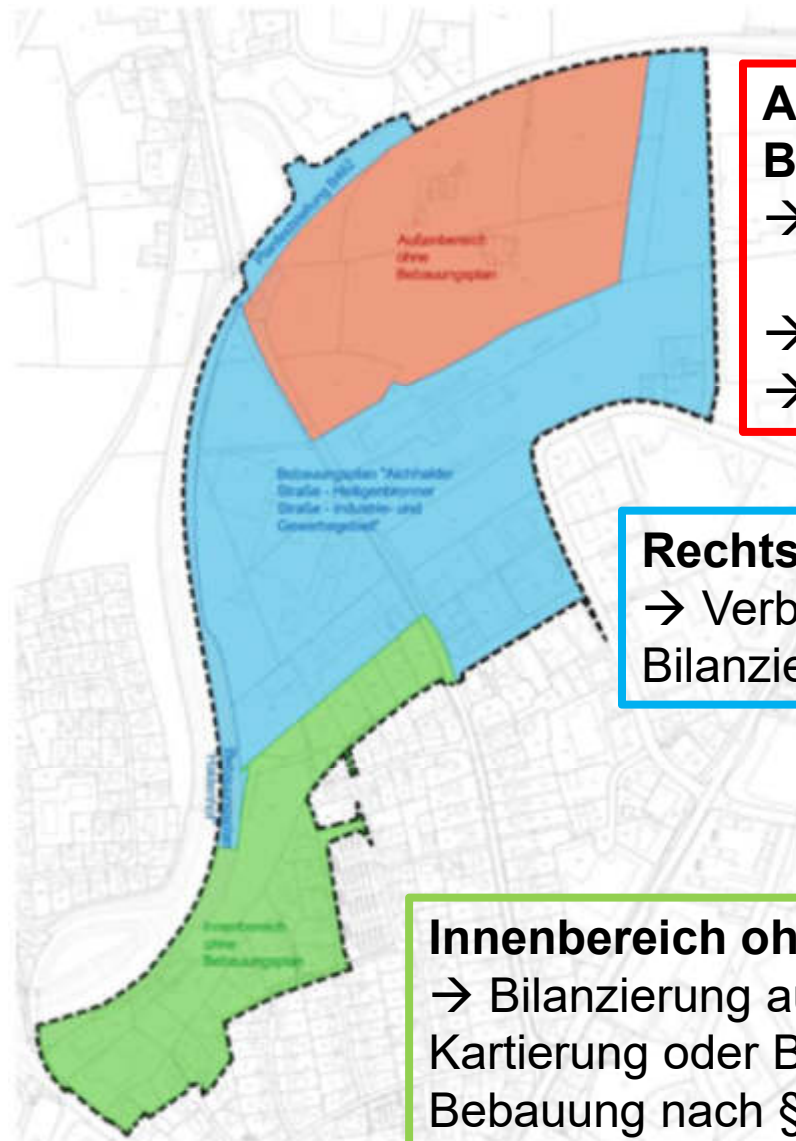 A
B
→
→
→
Außenbereich
ohne
Bebauungsplan
Bebauungsplan "Aichhalder
Straße - Heiligenbronner
Straße - Industrie- und
Gewerbegebiet"
Rechts
→ Verb
Bilanzie
Innenbereich
ohne
Bebauungsplan
Innenbereich oh
→ Bilanzierung au
Kartierung oder B
Bebauung nach §